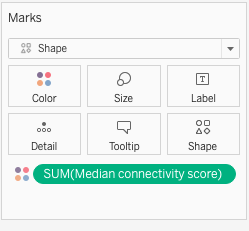 Marks
Shape
Color Size Label
Detail Tooltip Shape
SUM(Median connectivity score)